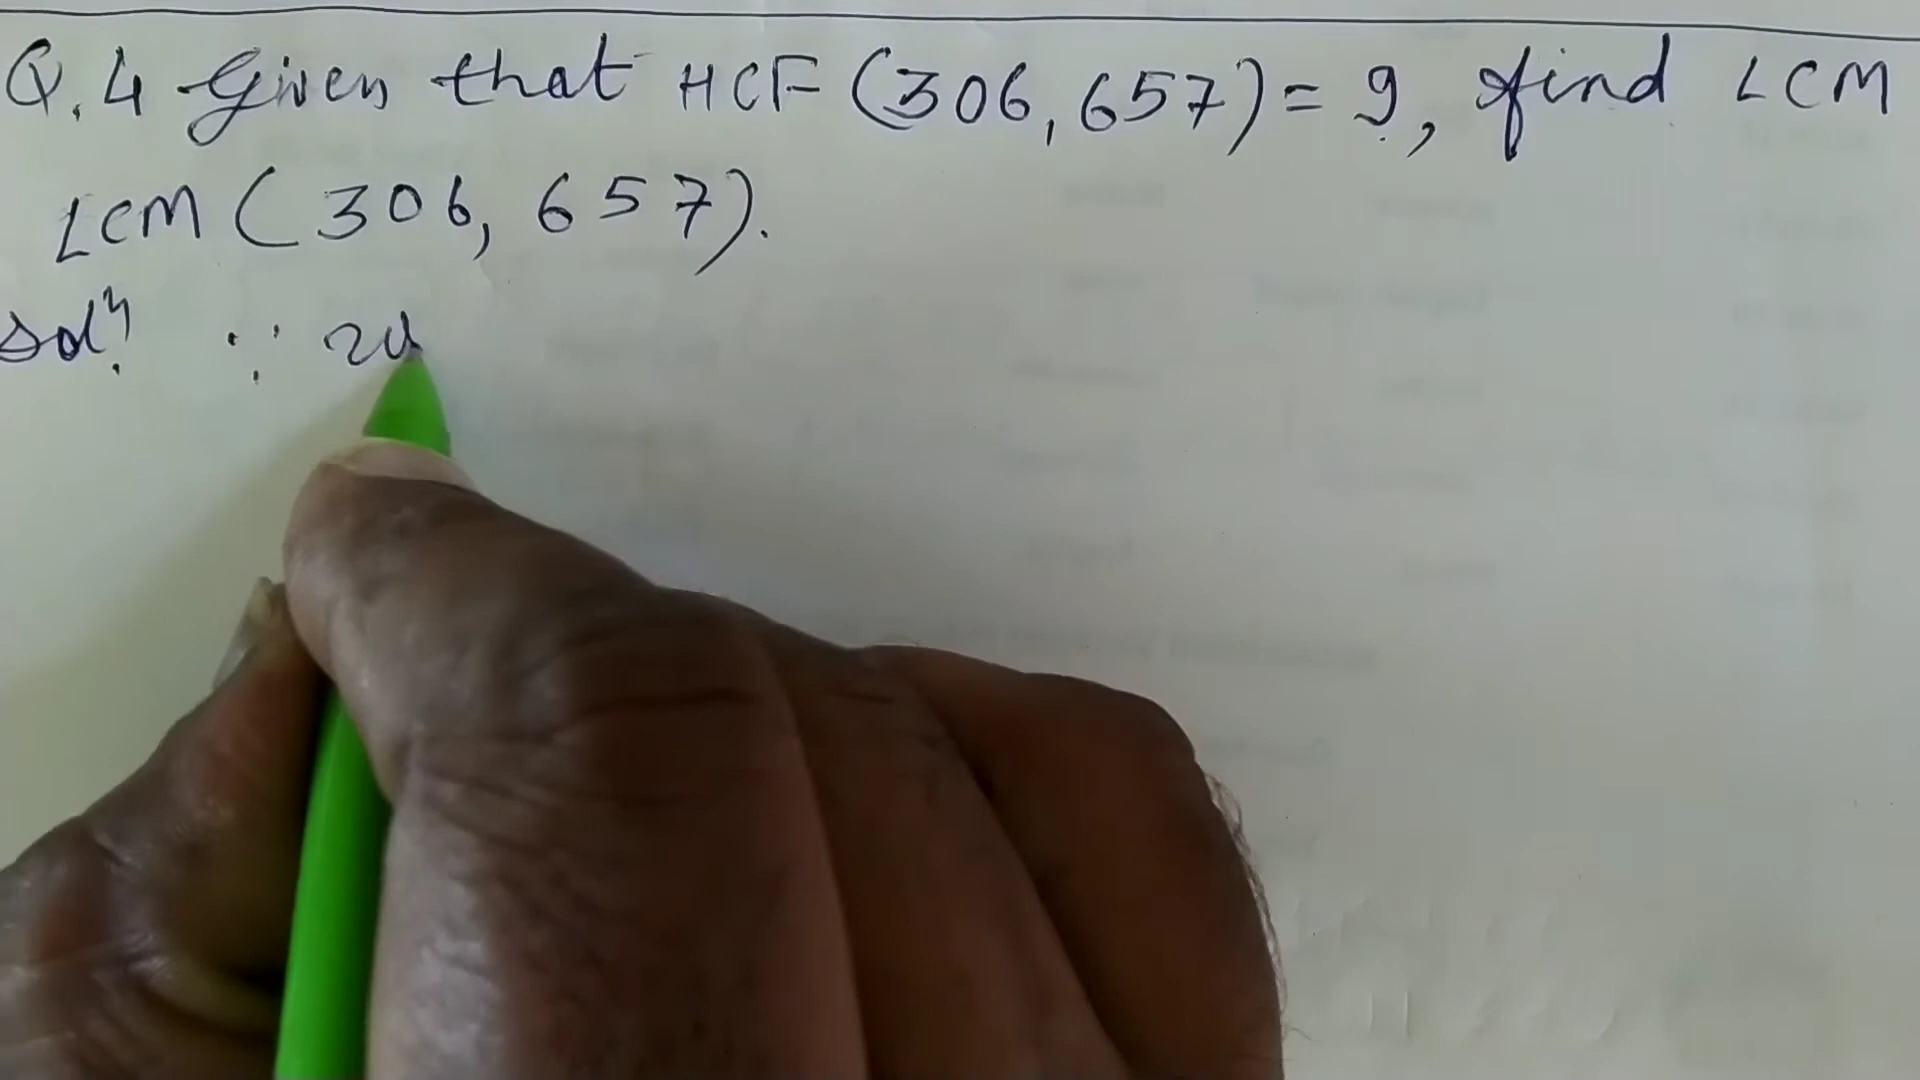 Q.4 Given that HCF (306, 657) = 9, find LCM
LCM ( 306, 657).
Solⁿ. ∵